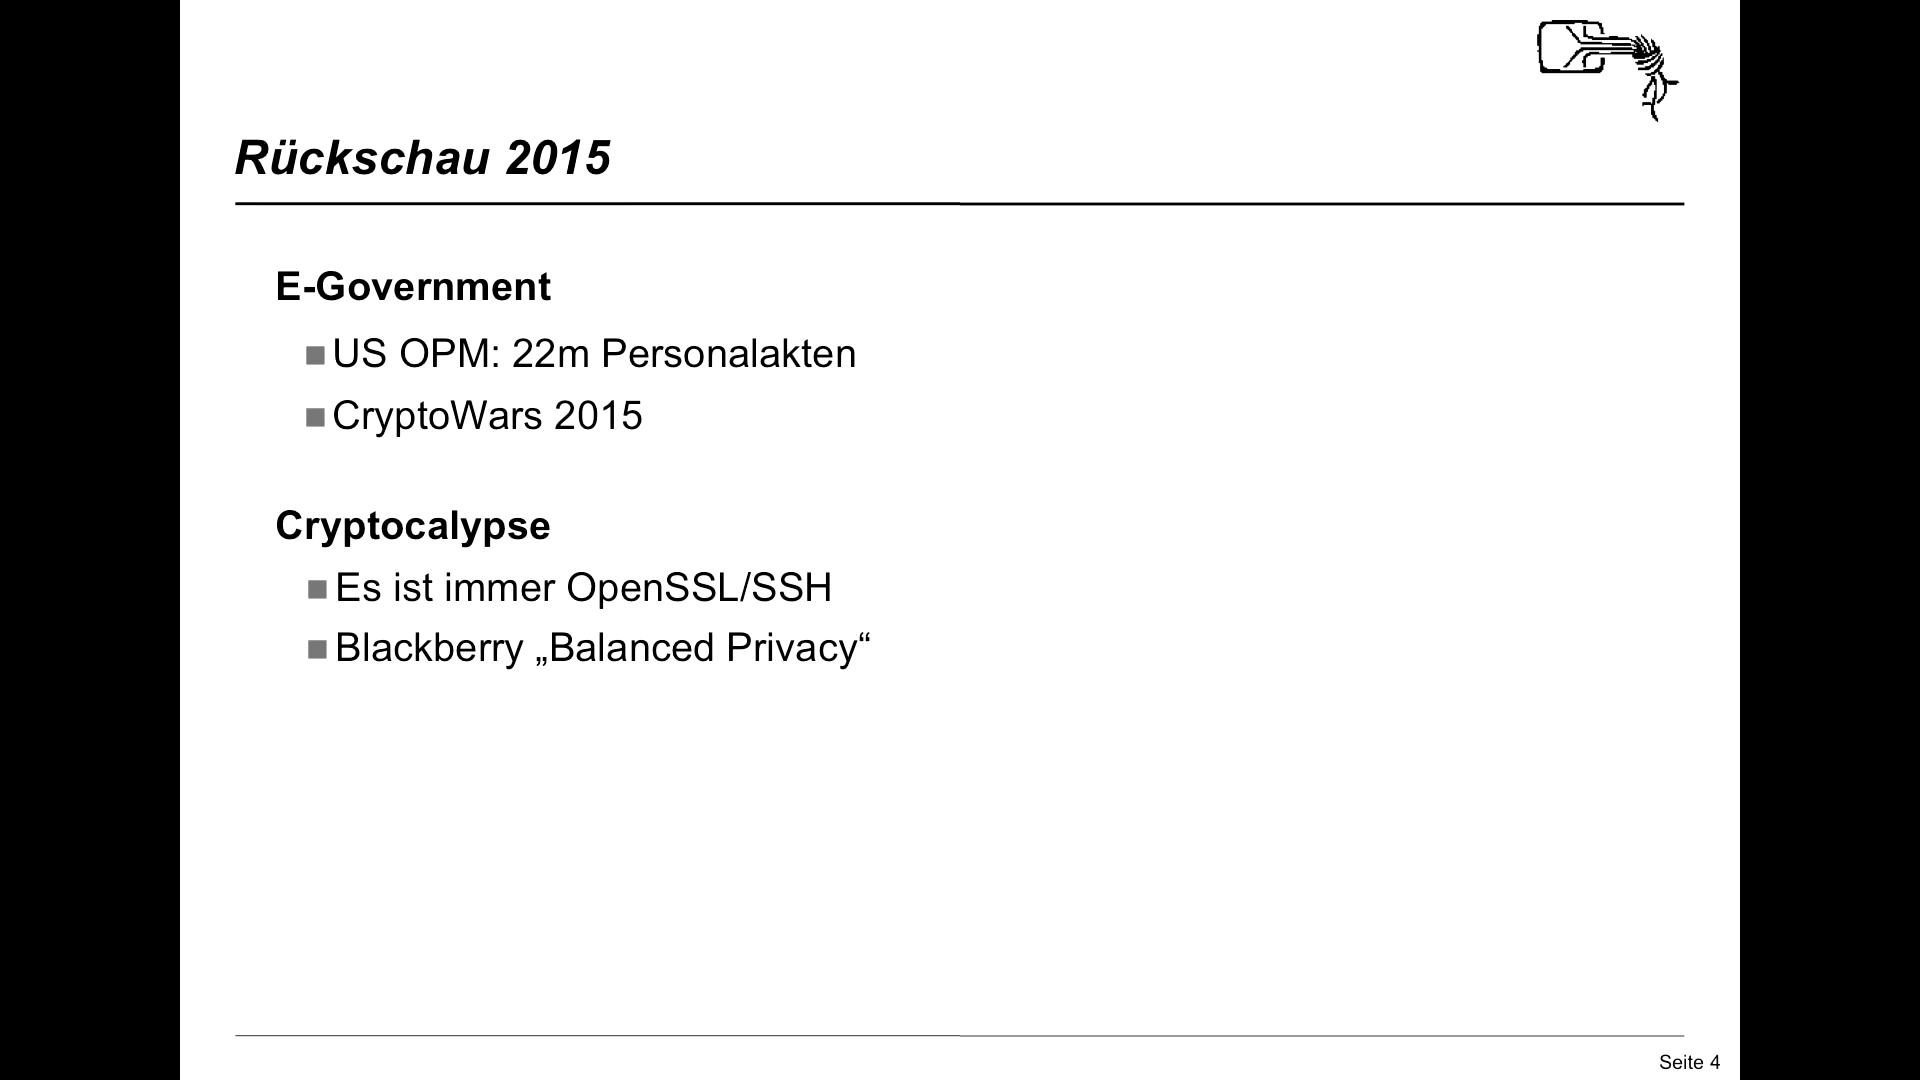 Rückschau 2015
E-Government
US OPM: 22m Personalakten
CryptoWars 2015
Cryptocalypse
Es ist immer OpenSSL/SSH
Blackberry „Balanced Privacy“
Seite 4